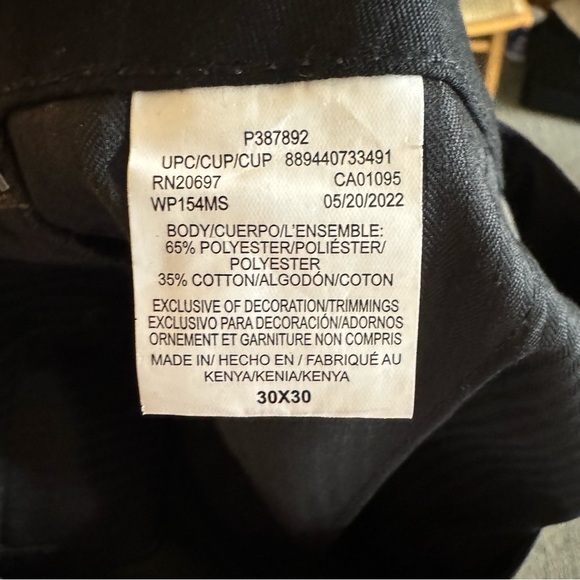 P387892
UPC/CUP/CUP 889440733491
RN20697 CA01095
WP154MS 05/20/2022
BODY/CUERPO/L'ENSEMBLE:
65% POLYESTER/POLIÉSTER/
POLYESTER
35% COTTON/ALGODÓN/COTON
EXCLUSIVE OF DECORATION/TRIMMINGS
EXCLUSIVO PARA DECORACIÓN/ADORNOS
ORNEMENT ET GARNITURE NON COMPRIS
MADE IN/ HECHO EN / FABRIQUÉ AU
KENYA/KENIA/KENYA
30X30